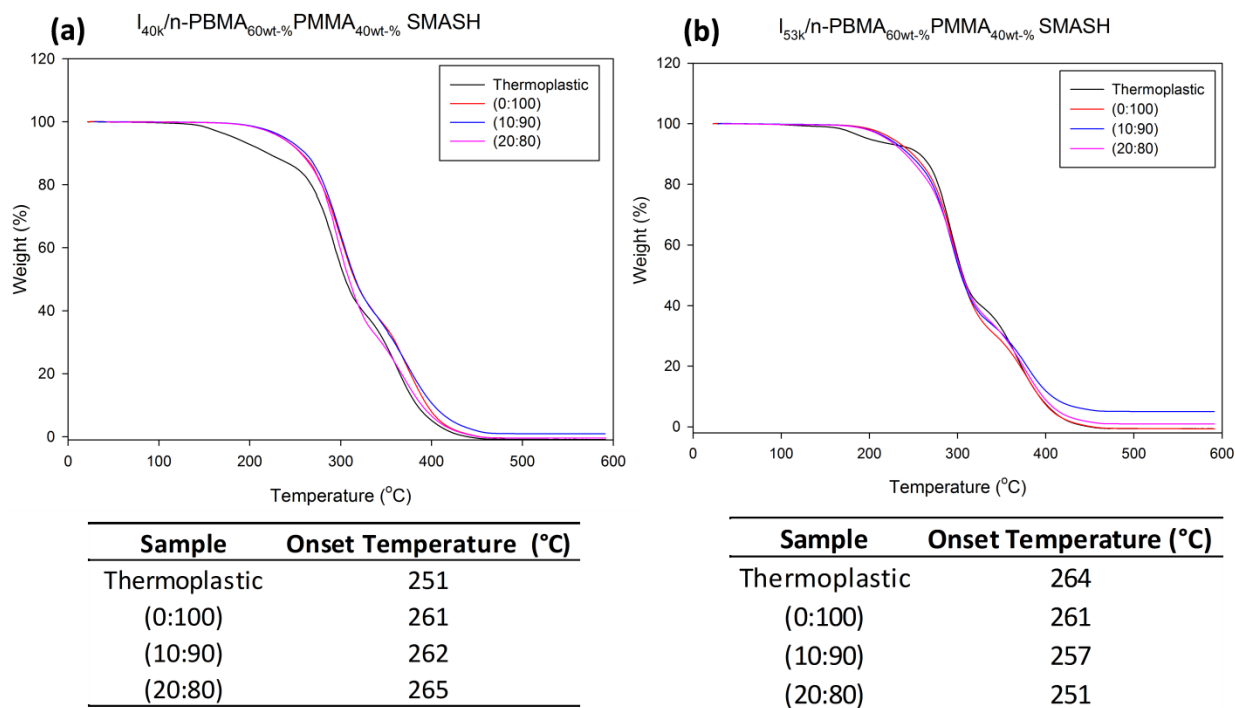 (a) I40k/n-PBMA60wt-%PMMA40wt-% SMASH
120
100
80
60
40
20
0
Weight (%)
Thermoplastic
(0:100)
(10:90)
(20:80)
0 100 200 300 400 500 600
Temperature (°C)
Sample Onset Temperature (°C)
Thermoplastic 251
(0:100) 261
(10:90) 262
(20:80) 265
(b) I53k/n-PBMA60wt-%PMMA40wt-% SMASH
120
100
80
60
40
20
0
Weight (%)
Thermoplastic
(0:100)
(10:90)
(20:80)
0 100 200 300 400 500 600
Temperature (°C)
Sample Onset Temperature (°C)
Thermoplastic 264
(0:100) 261
(10:90) 257
(20:80) 251